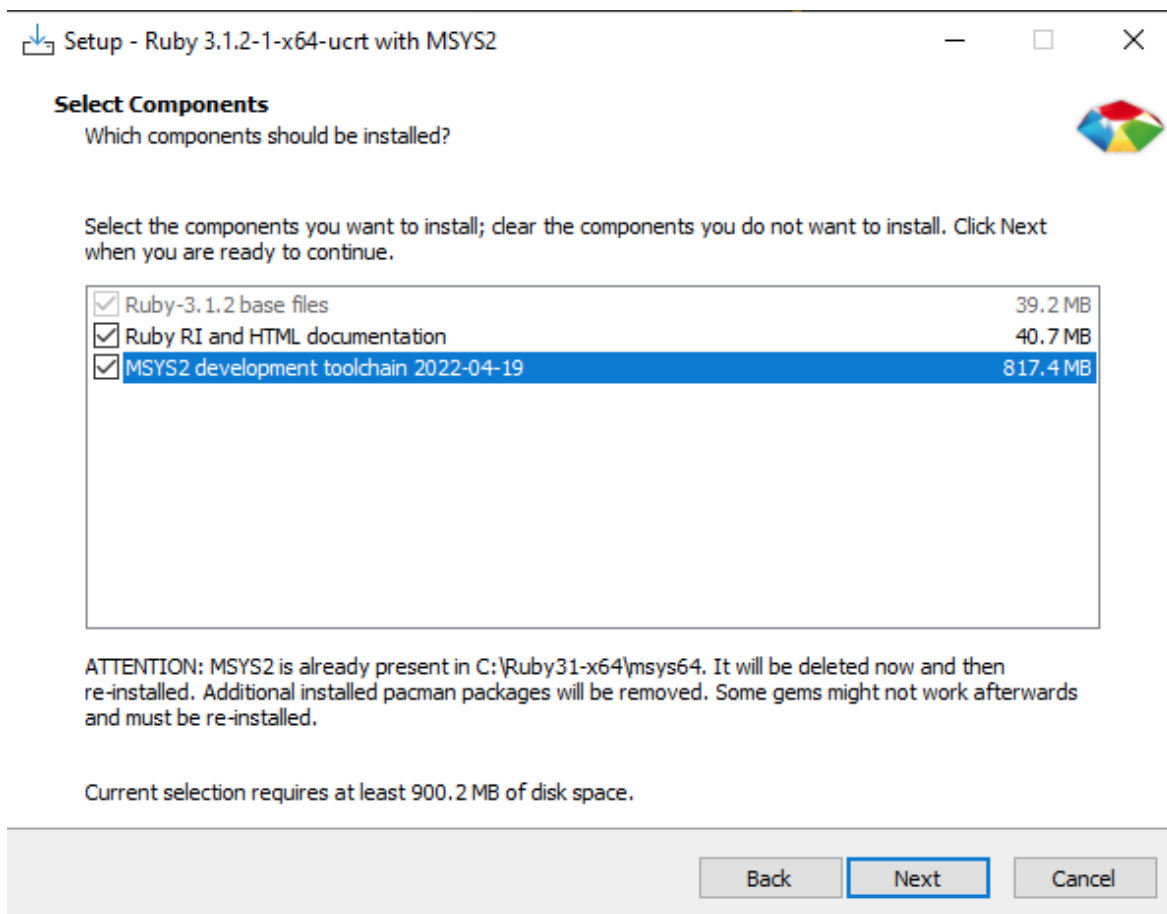 Setup - Ruby 3.1.2-1-x64-ucrt with MSYS2
Select Components
Which components should be installed?
Select the components you want to install; clear the components you do not want to install. Click Next
when you are ready to continue.
Ruby-3.1.2 base files 39.2 MB
Ruby RI and HTML documentation 40.7 MB
MSYS2 development toolchain 2022-04-19 817.4 MB
ATTENTION: MSYS2 is already present in C:\Ruby31-x64\msys64. It will be deleted now and then
re-installed. Additional installed pacman packages will be removed. Some gems might not work afterwards
and must be re-installed.
Current selection requires at least 900.2 MB of disk space.
Back Next Cancel